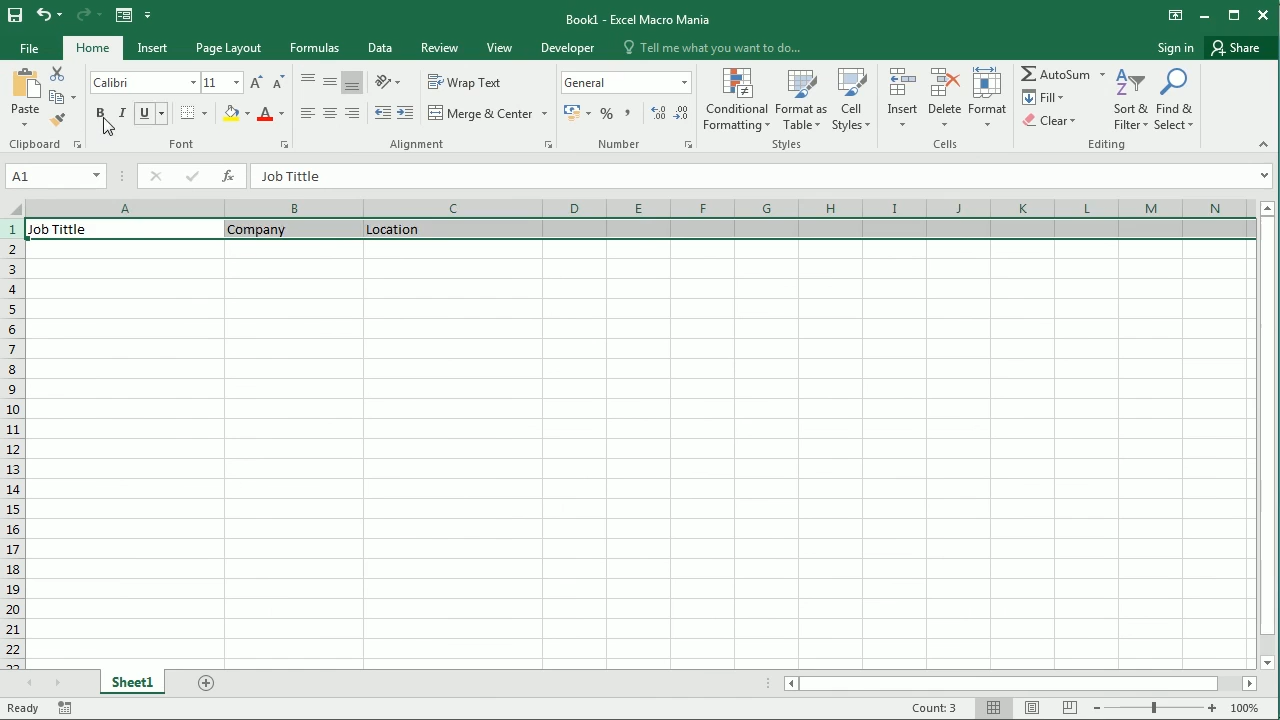 Book1 - Excel Macro Mania
File Home Insert Page Layout Formulas Data Review View Developer Tell me what you want to do... Sign in Share
Calibri 11 Wrap Text General AutoSum
Paste B I U A Merge & Center % , Conditional Formatting Format as Table Cell Styles Insert Delete Format Fill Clear Sort & Filter Find & Select
Clipboard Font Alignment Number Styles Cells Editing
A1 fx Job Tittle
A B C D E F G H I J K L M N
1 Job Tittle Company Location
2
3
4
5
6
7
8
9
10
11
12
13
14
15
16
17
18
19
20
21
22
Sheet1
Ready Count: 3 100%